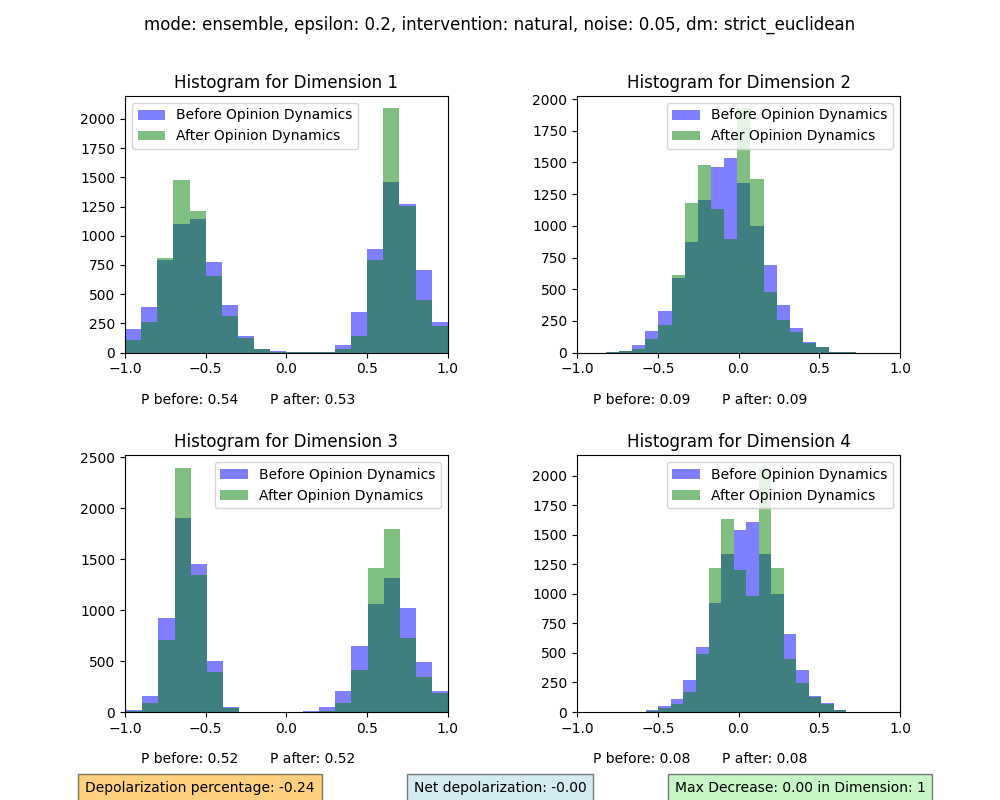 mode: ensemble, epsilon: 0.2, intervention: natural, noise: 0.05, dm: strict_euclidean
Histogram for Dimension 1
Before Opinion Dynamics
After Opinion Dynamics
2000
1750
1500
1250
1000
750
500
250
0
−1.0 −0.5 0.0 0.5 1.0
P before: 0.54 P after: 0.53
Histogram for Dimension 2
Before Opinion Dynamics
After Opinion Dynamics
2000
1750
1500
1250
1000
750
500
250
0
−1.0 −0.5 0.0 0.5 1.0
P before: 0.09 P after: 0.09
Histogram for Dimension 3
Before Opinion Dynamics
After Opinion Dynamics
2500
2000
1500
1000
500
0
−1.0 −0.5 0.0 0.5 1.0
P before: 0.52 P after: 0.52
Histogram for Dimension 4
Before Opinion Dynamics
After Opinion Dynamics
2000
1750
1500
1250
1000
750
500
250
0
−1.0 −0.5 0.0 0.5 1.0
P before: 0.08 P after: 0.08
Depolarization percentage: -0.24
Net depolarization: -0.00
Max Decrease: 0.00 in Dimension: 1